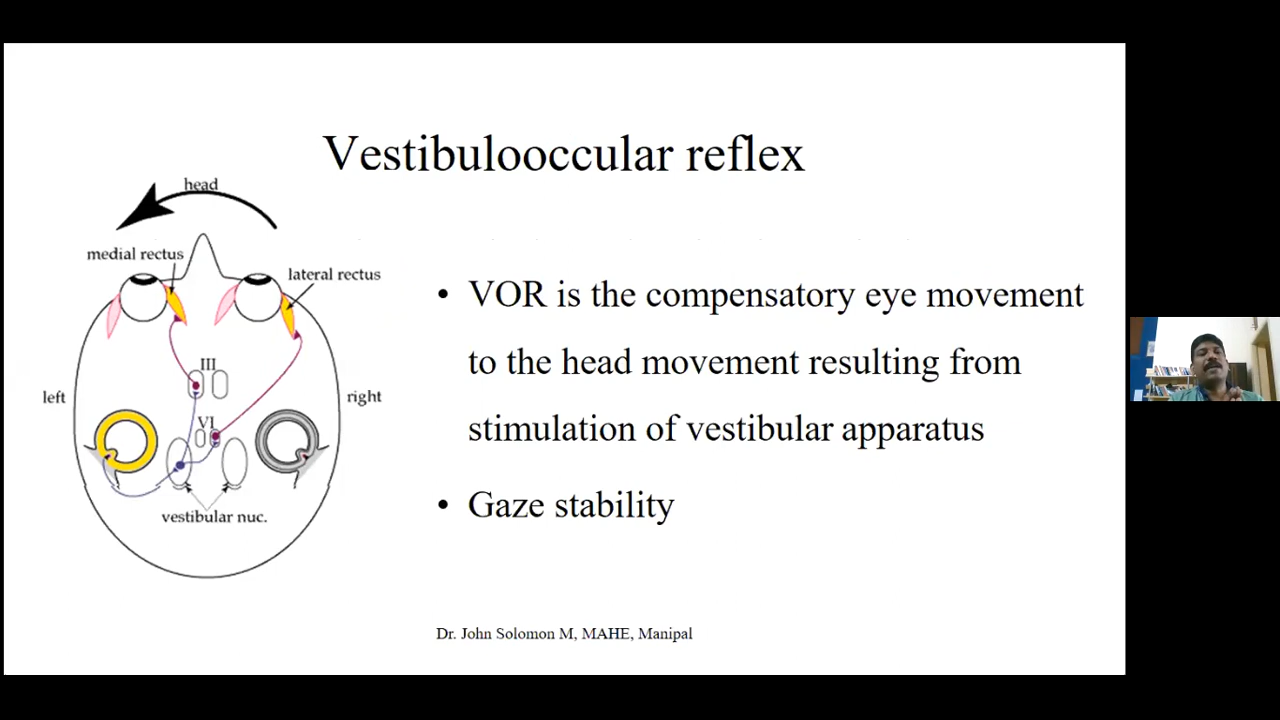 Vestibulooccular reflex
head
medial rectus
lateral rectus
III
left
right
VI
vestibular nuc.
• VOR is the compensatory eye movement
to the head movement resulting from
stimulation of vestibular apparatus
• Gaze stability
Dr. John Solomon M, MAHE, Manipal